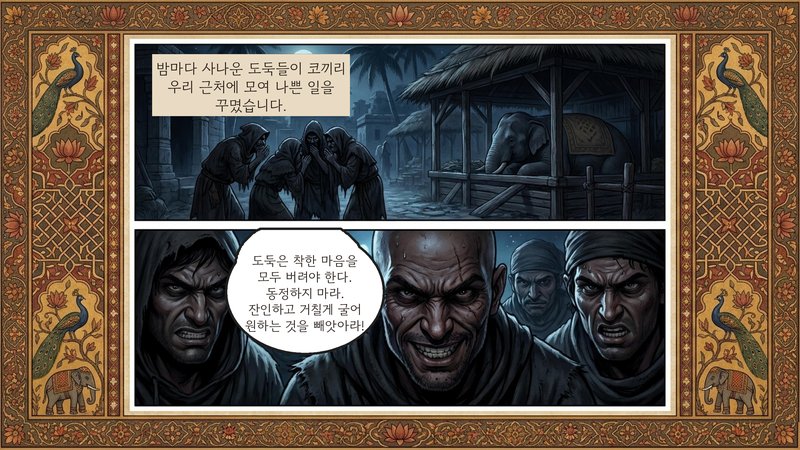 밤마다 사나운 도둑들이 코끼리
우리 근처에 모여 나쁜 일을
꾸몄습니다.
도둑은 착한 마음을
모두 버려야 한다.
동정하지 마라.
잔인하고 거칠게 굴어
원하는 것을 빼앗아라!